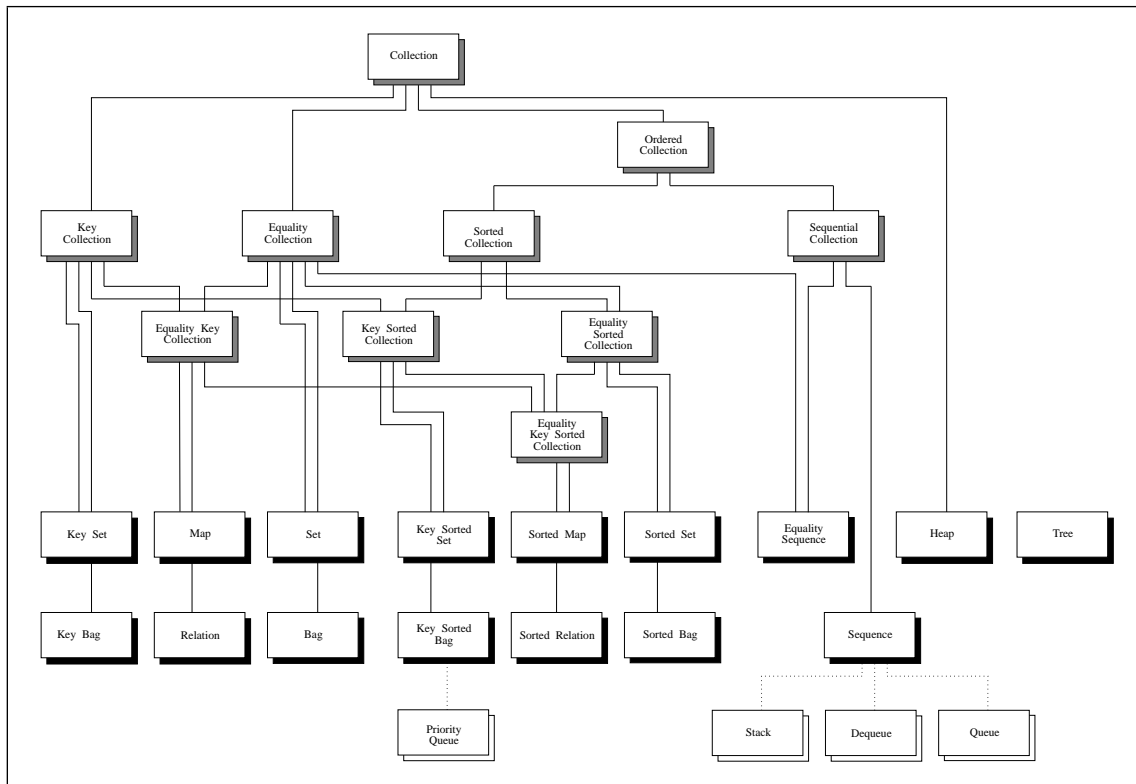 Collection
Ordered
Collection
Key
Collection
Equality
Collection
Sorted
Collection
Sequential
Collection
Equality Key
Collection
Key Sorted
Collection
Equality
Sorted
Collection
Equality
Key Sorted
Collection
Key Set
Map
Set
Key Sorted
Set
Sorted Map
Sorted Set
Equality
Sequence
Heap
Tree
Key Bag
Relation
Bag
Key Sorted
Bag
Sorted Relation
Sorted Bag
Sequence
Priority
Queue
Stack
Dequeue
Queue